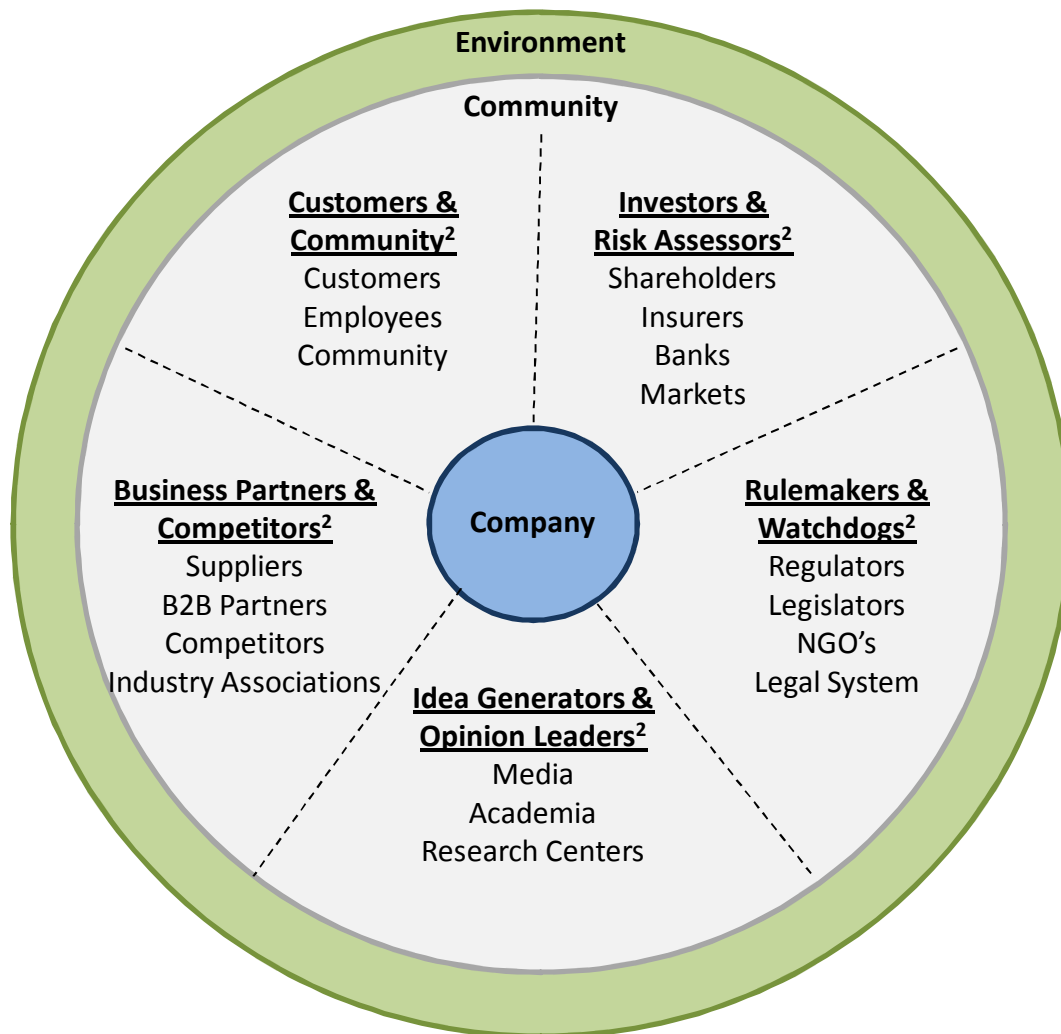 Environment
Community
Customers &
Community²
Customers
Employees
Community
Investors &
Risk Assessors²
Shareholders
Insurers
Banks
Markets
Business Partners &
Competitors²
Suppliers
B2B Partners
Competitors
Industry Associations
Company
Rulemakers &
Watchdogs²
Regulators
Legislators
NGO’s
Legal System
Idea Generators &
Opinion Leaders²
Media
Academia
Research Centers